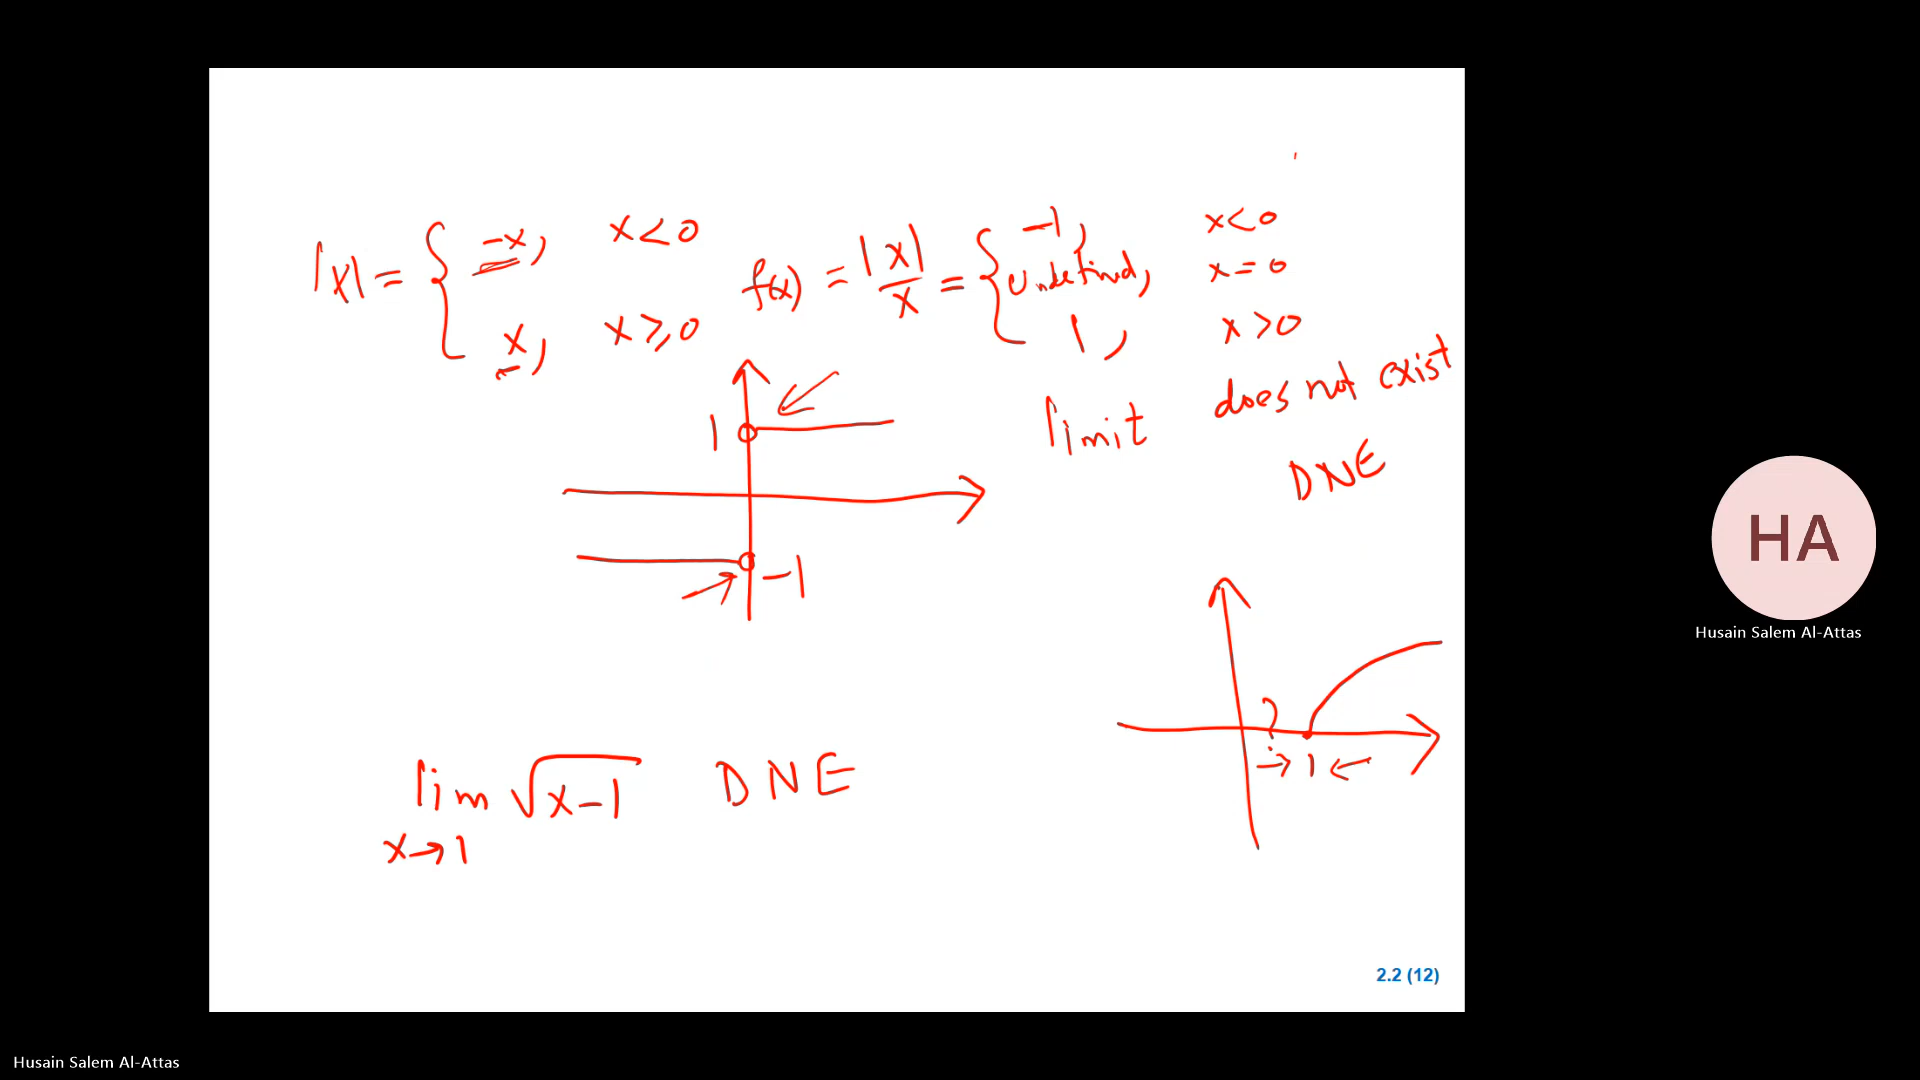 |x| = { -x, x<0
x, x≥0
f(x) = |x|/x = { -1, x<0
undefined, x=0
1, x>0
limit does not exist
DNE
1
-1
lim x→1 √(x-1) DNE
?
→ 1 ←
2.2 (12)
HA
Husain Salem Al-Attas
Husain Salem Al-Attas